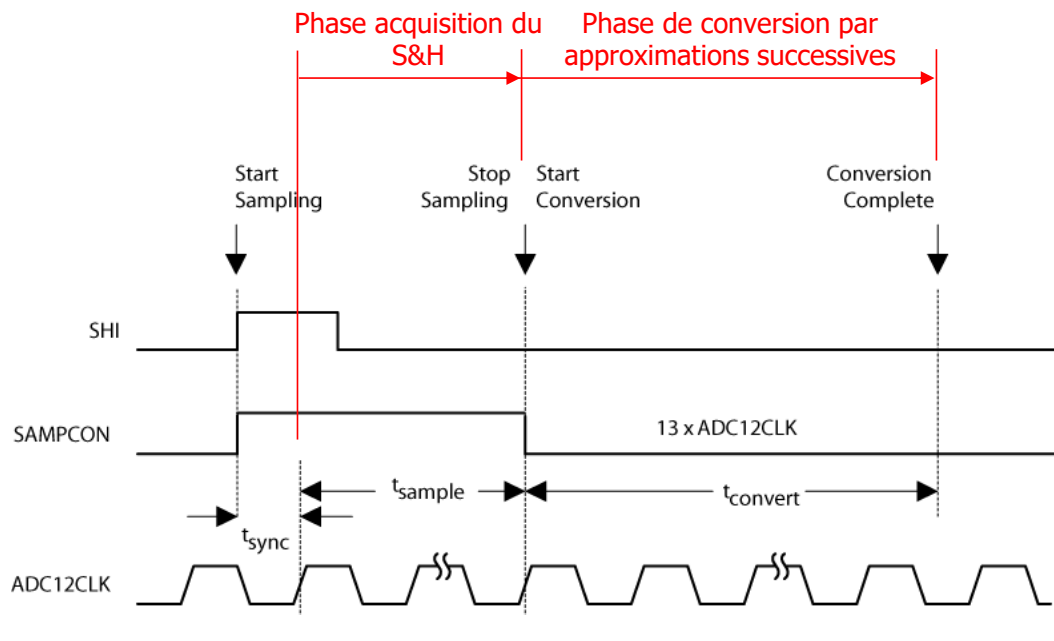 Phase acquisition du
S&H
Phase de conversion par
approximations successives
Start
Sampling
Stop
Sampling
Start
Conversion
Conversion
Complete
SHI
SAMPCON
13 x ADC12CLK
tsample
tconvert
tsync
ADC12CLK